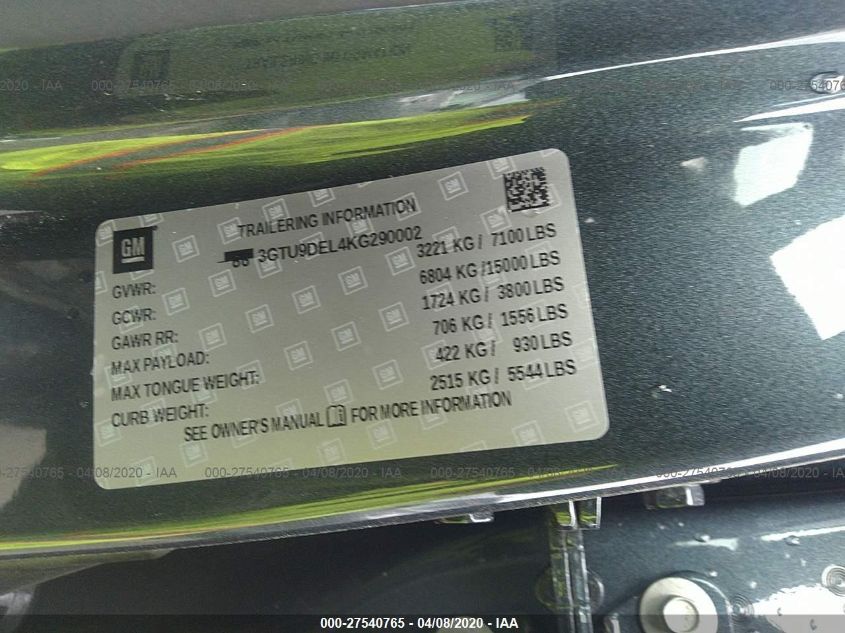 GM
TRAILERING INFORMATION
3GTU9DEL4KG290002
GVWR: 3221 KG / 7100 LBS
GCWR: 6804 KG /15000 LBS
GAWR RR: 1724 KG / 3800 LBS
MAX PAYLOAD: 706 KG / 1556 LBS
MAX TONGUE WEIGHT: 422 KG / 930 LBS
CURB WEIGHT: 2515 KG / 5544 LBS
SEE OWNER'S MANUAL FOR MORE INFORMATION
000-27540765 - 04/08/2020 - IAA